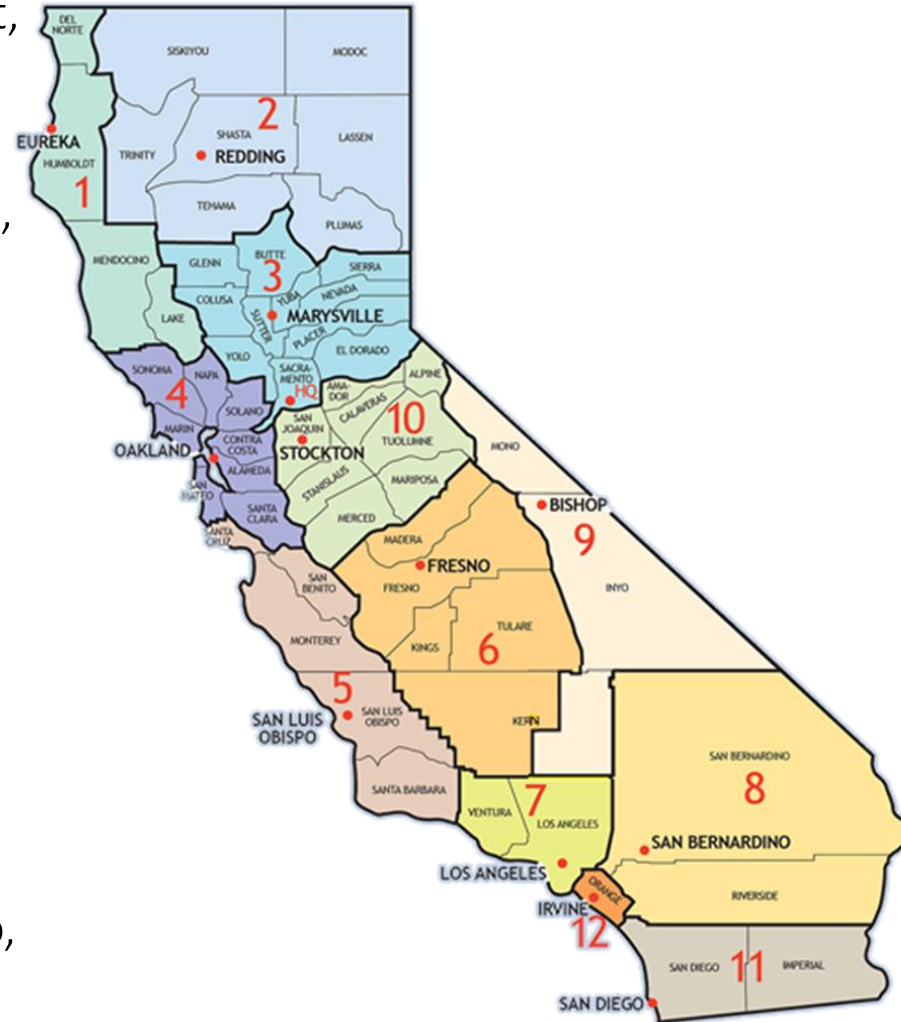 t,
DEL
NORTE
SISKIYOU
MODOC
2
SHASTA
LASSEN
EUREKA
TRINITY
REDDING
HUMBOLDT
1
TEHAMA
,
PLUMAS
MENDOCINO
GLENN
BUTTE
SIERRA
3
COLUSA
YUBA
NEVADA
LAKE
SUTTER
MARYSVILLE
PLACER
YOLO
EL DORADO
SONOMA
NAPA
SACRA-
MENTO
ALPINE
4
HQ
AMA-
DOR
SOLANO
CALAVERAS
10
MARIN
SAN
JOAQUIN
TUOLUMNE
OAKLAND
CONTRA
COSTA
STOCKTON
MONO
ALAMEDA
STANISLAUS
MARIPOSA
SAN
MATEO
SANTA
CLARA
MERCED
BISHOP
SANTA
CRUZ
MADERA
9
FRESNO
SAN
BENITO
FRESNO
INYO
MONTEREY
TULARE
KINGS
6
5
SAN LUIS
OBISPO
SAN LUIS
OBISPO
KERN
SAN BERNARDINO
SANTA BARBARA
7
8
VENTURA
LOS ANGELES
SAN BERNARDINO
LOS ANGELES
ORANGE
RIVERSIDE
IRVINE
12
),
SAN DIEGO
11
IMPERIAL
SAN DIEGO